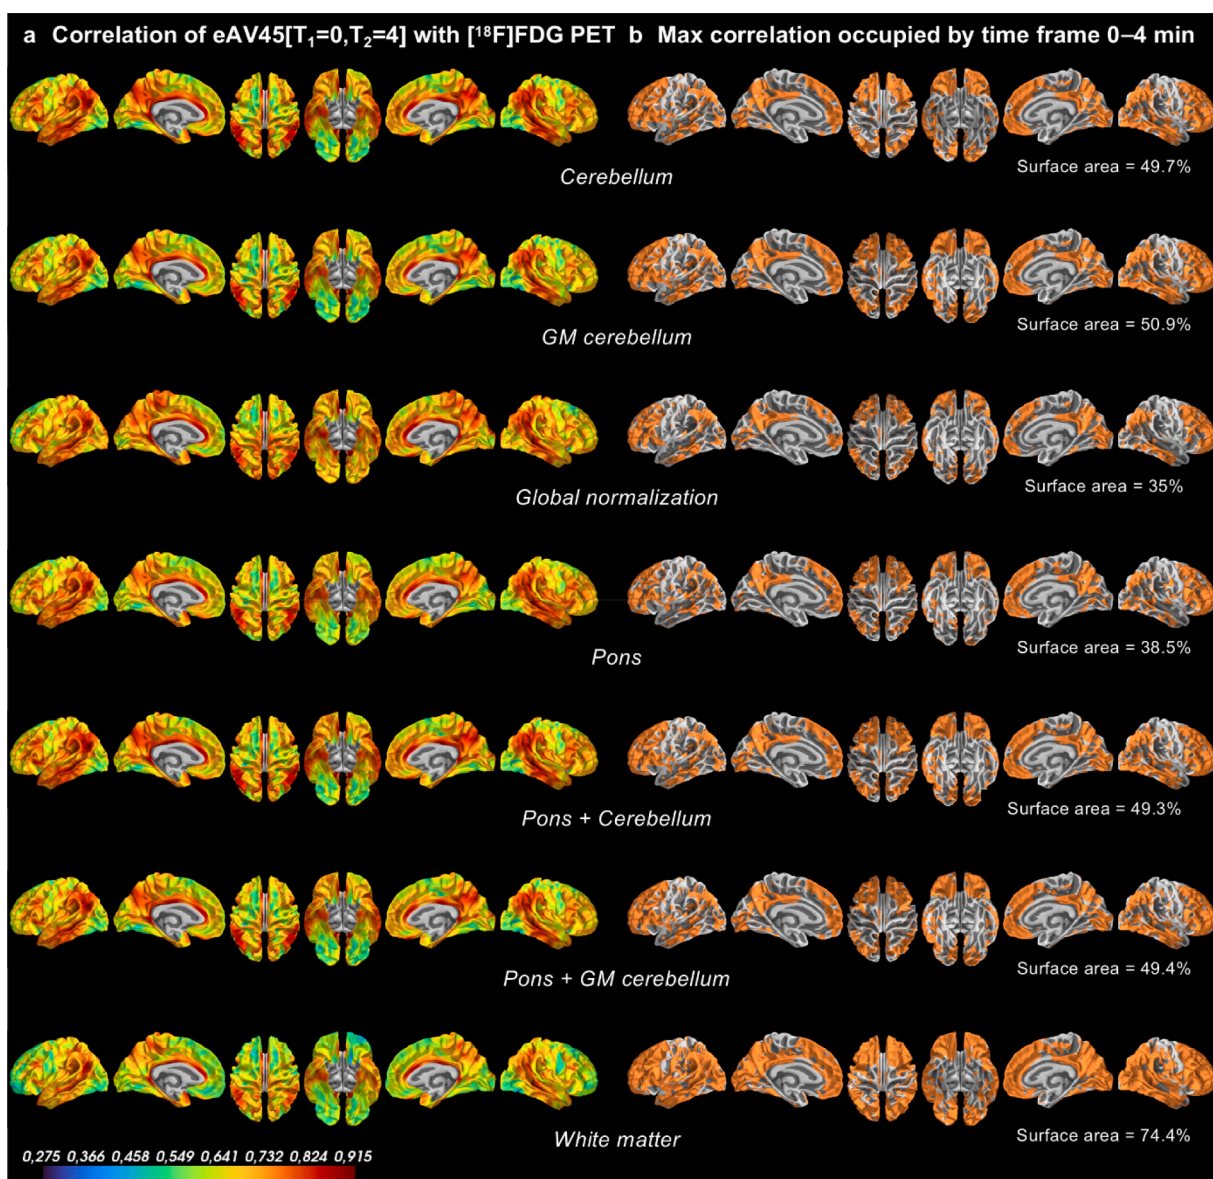 a Correlation of eAV45[T₁=0,T₂=4] with [¹⁸F]FDG PET
b Max correlation occupied by time frame 0–4 min
Cerebellum
Surface area = 49.7%
GM cerebellum
Surface area = 50.9%
Global normalization
Surface area = 35%
Pons
Surface area = 38.5%
Pons + Cerebellum
Surface area = 49.3%
Pons + GM cerebellum
Surface area = 49.4%
White matter
Surface area = 74.4%
0,275 0,366 0,458 0,549 0,641 0,732 0,824 0,915